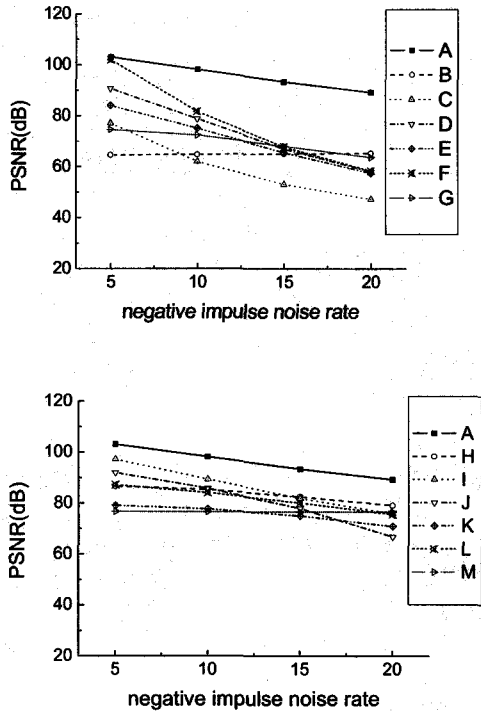 120
100
80
60
40
20
PSNR(dB)
5 10 15 20
negative impulse noise rate
A
B
C
D
E
F
G
120
100
80
60
40
20
PSNR(dB)
5 10 15 20
negative impulse noise rate
A
H
I
J
K
L
M